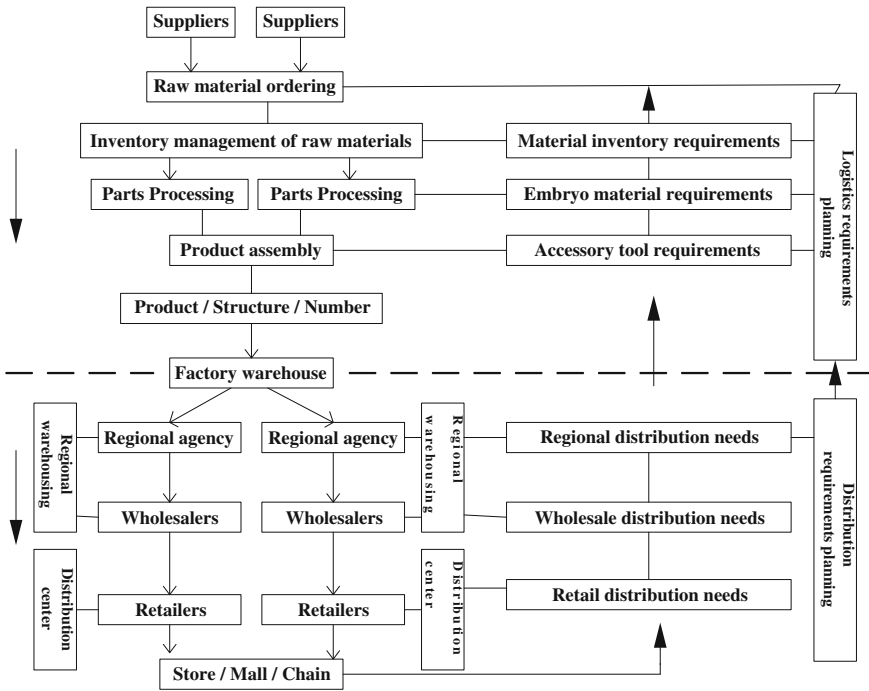 Suppliers
Suppliers
Raw material ordering
Inventory management of raw materials
Material inventory requirements
Parts Processing
Parts Processing
Embryo material requirements
Product assembly
Accessory tool requirements
Logistics requirements
planning
Product / Structure / Number
Factory warehouse
Regional
warehousing
Regional agency
Regional agency
Regional
warehousing
Regional distribution needs
Wholesalers
Wholesalers
Wholesale distribution needs
Distribution
requirements planning
Distribution
center
Retailers
Retailers
Distribution
center
Retail distribution needs
Store / Mall / Chain